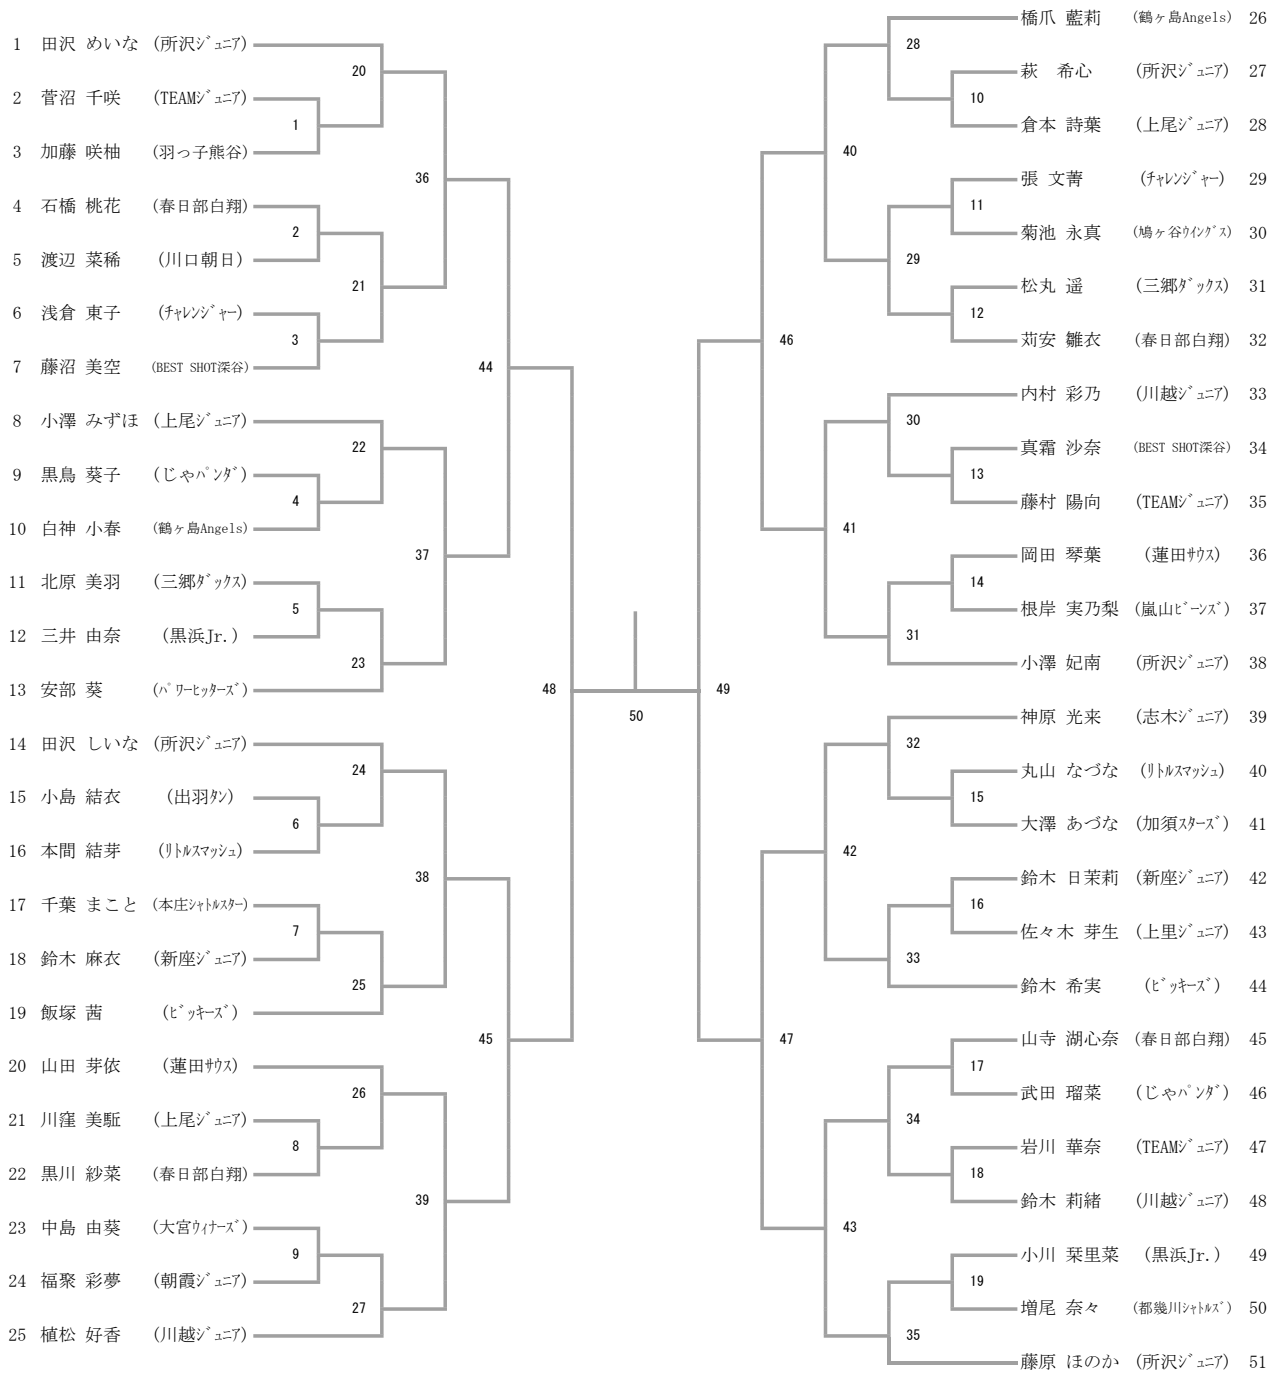 1 田沢 めいな (所沢ｼﾞｭﾆｱ)
20
2 菅沼 千咲 (TEAMｼﾞｭﾆｱ)
1
3 加藤 咲柚 (羽っ子熊谷)
36
4 石橋 桃花 (春日部白翔)
2
5 渡辺 菜稀 (川口朝日)
21
6 浅倉 東子 (ﾁｬﾚﾝｼﾞｬｰ)
3
7 藤沼 美空 (BEST SHOT深谷)
44
8 小澤 みずほ (上尾ｼﾞｭﾆｱ)
22
9 黒鳥 葵子 (じゃﾊﾟﾝﾀﾞ)
4
10 白神 小春 (鶴ヶ島Angels)
37
11 北原 美羽 (三郷ﾀﾞｯｸｽ)
5
12 三井 由奈 (黒浜Jr.)
23
13 安部 葵 (ﾊﾟﾜｰﾋｯﾀｰｽﾞ)
48
14 田沢 しいな (所沢ｼﾞｭﾆｱ)
24
15 小島 結衣 (出羽ﾀﾝ)
6
16 本間 結芽 (ﾘﾄﾙｽﾏｯｼｭ)
38
17 千葉 まこと (本庄ｼｬﾄﾙｽﾀｰ)
7
18 鈴木 麻衣 (新座ｼﾞｭﾆｱ)
25
19 飯塚 茜 (ﾋﾞｯｷｰｽﾞ)
45
20 山田 芽依 (蓮田ｻｳｽ)
26
21 川窪 美駈 (上尾ｼﾞｭﾆｱ)
8
22 黒川 紗菜 (春日部白翔)
39
23 中島 由葵 (大宮ｳｨﾅｰｽﾞ)
9
24 福聚 彩夢 (朝霞ｼﾞｭﾆｱ)
27
25 植松 好香 (川越ｼﾞｭﾆｱ)
50
橋爪 藍莉 (鶴ヶ島Angels) 26
28
萩 希心 (所沢ｼﾞｭﾆｱ) 27
10
倉本 詩葉 (上尾ｼﾞｭﾆｱ) 28
40
張 文菁 (ﾁｬﾚﾝｼﾞｬｰ) 29
11
菊池 永真 (鳩ヶ谷ｳｲﾝｸﾞｽ) 30
29
松丸 遥 (三郷ﾀﾞｯｸｽ) 31
12
苅安 雛衣 (春日部白翔) 32
46
内村 彩乃 (川越ｼﾞｭﾆｱ) 33
30
真霜 沙奈 (BEST SHOT深谷) 34
13
藤村 陽向 (TEAMｼﾞｭﾆｱ) 35
41
岡田 琴葉 (蓮田ｻｳｽ) 36
14
根岸 実乃梨 (嵐山ﾋﾞｰﾝｽﾞ) 37
31
小澤 妃南 (所沢ｼﾞｭﾆｱ) 38
49
神原 光来 (志木ｼﾞｭﾆｱ) 39
32
丸山 なづな (ﾘﾄﾙｽﾏｯｼｭ) 40
15
大澤 あづな (加須ｽﾀｰｽﾞ) 41
42
鈴木 日茉莉 (新座ｼﾞｭﾆｱ) 42
16
佐々木 芽生 (上里ｼﾞｭﾆｱ) 43
33
鈴木 希実 (ﾋﾞｯｷｰｽﾞ) 44
47
山寺 湖心奈 (春日部白翔) 45
17
武田 瑠菜 (じゃﾊﾟﾝﾀﾞ) 46
34
岩川 華奈 (TEAMｼﾞｭﾆｱ) 47
18
鈴木 莉緒 (川越ｼﾞｭﾆｱ) 48
43
小川 栞里菜 (黒浜Jr.) 49
19
増尾 奈々 (都幾川ｼｬﾄﾙｽﾞ) 50
35
藤原 ほのか (所沢ｼﾞｭﾆｱ) 51